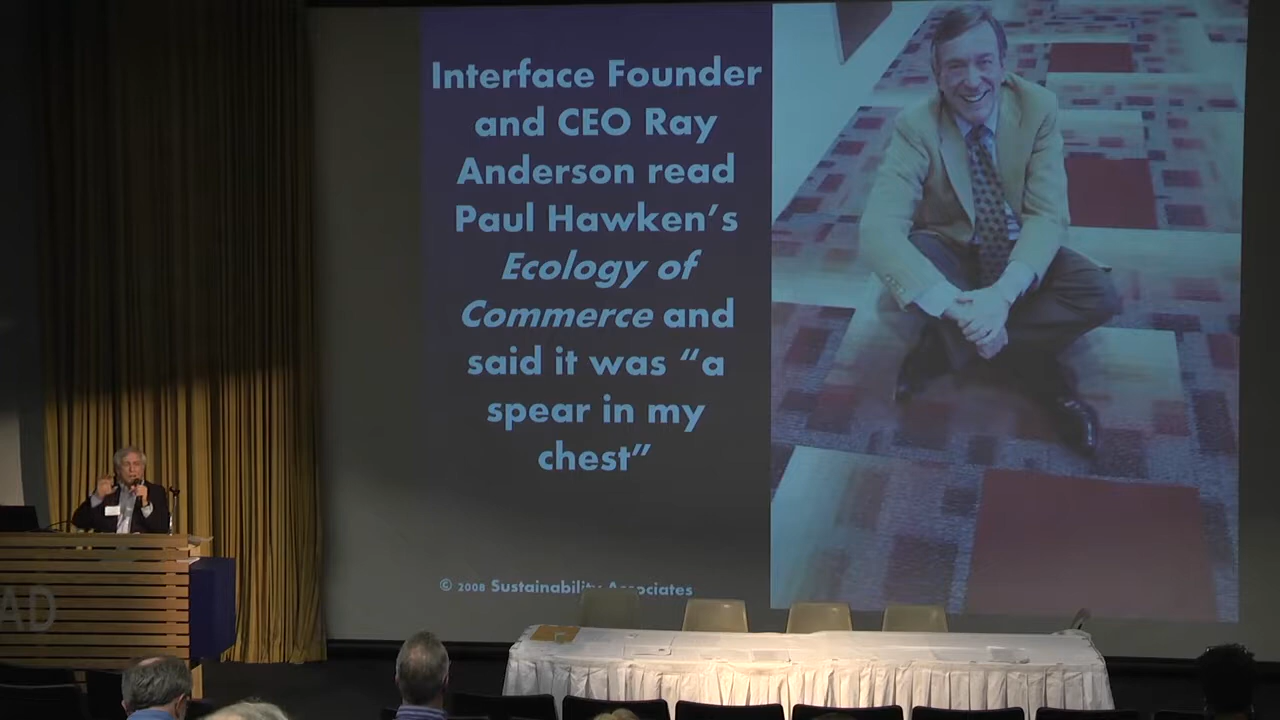 Interface Founder
and CEO Ray
Anderson read
Paul Hawken’s
Ecology of
Commerce and
said it was “a
spear in my
chest”
© 2008 Sustainability Associates
AD